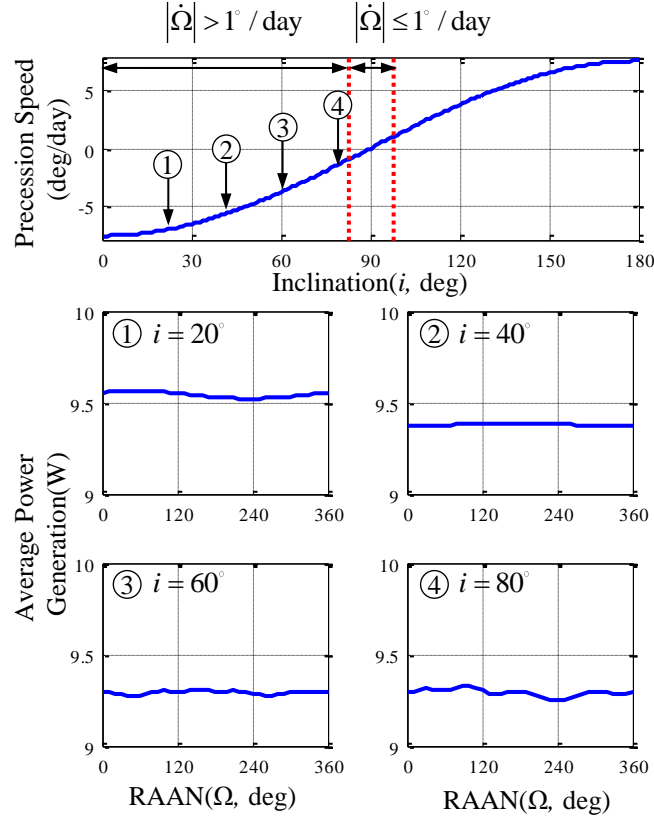 |Ω̇| > 1° / day |Ω̇| ≤ 1° / day
Precession Speed
(deg/day)
5
0
-5
① ② ③ ④
0 30 60 90 120 150 180
Inclination(i, deg)
Average Power
Generation(W)
① i = 20°
10
9.5
9
0 120 240 360
② i = 40°
10
9.5
9
0 120 240 360
③ i = 60°
10
9.5
9
0 120 240 360
RAAN(Ω, deg)
④ i = 80°
10
9.5
9
0 120 240 360
RAAN(Ω, deg)